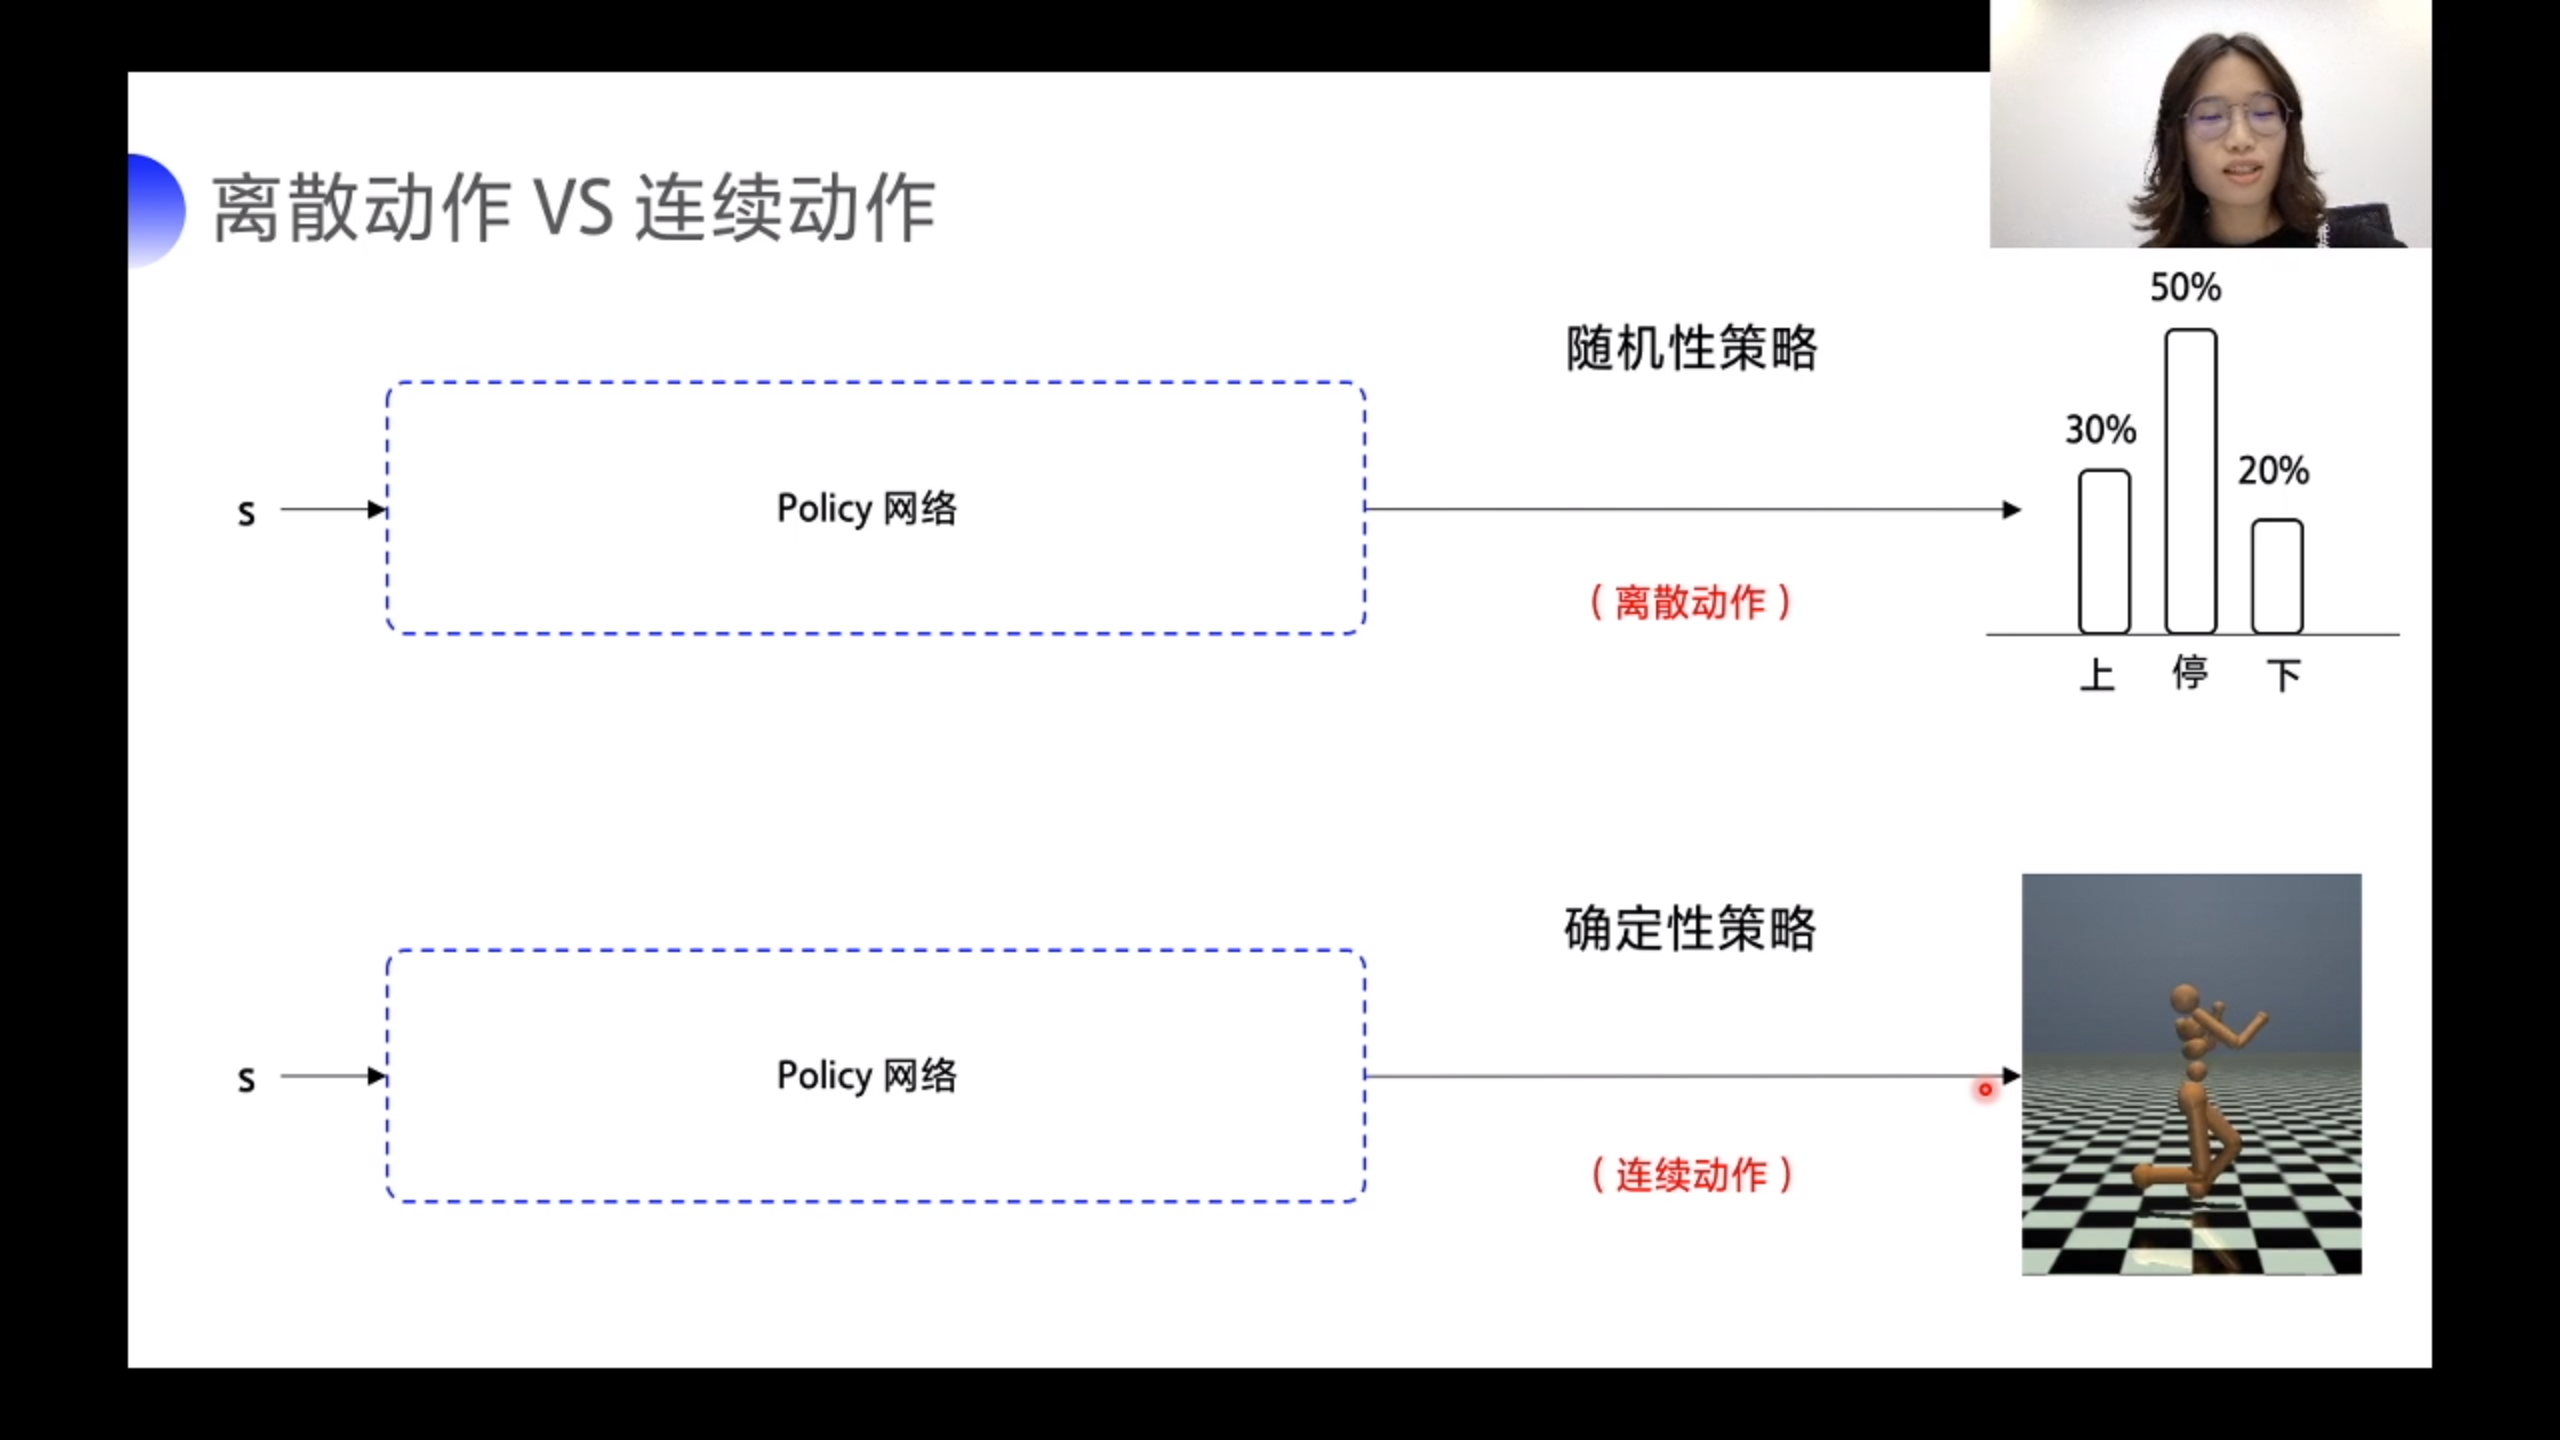 离散动作 VS 连续动作
50%
随机性策略
30%
20%
s
Policy 网络
（离散动作）
上 停 下
确定性策略
s
Policy 网络
（连续动作）